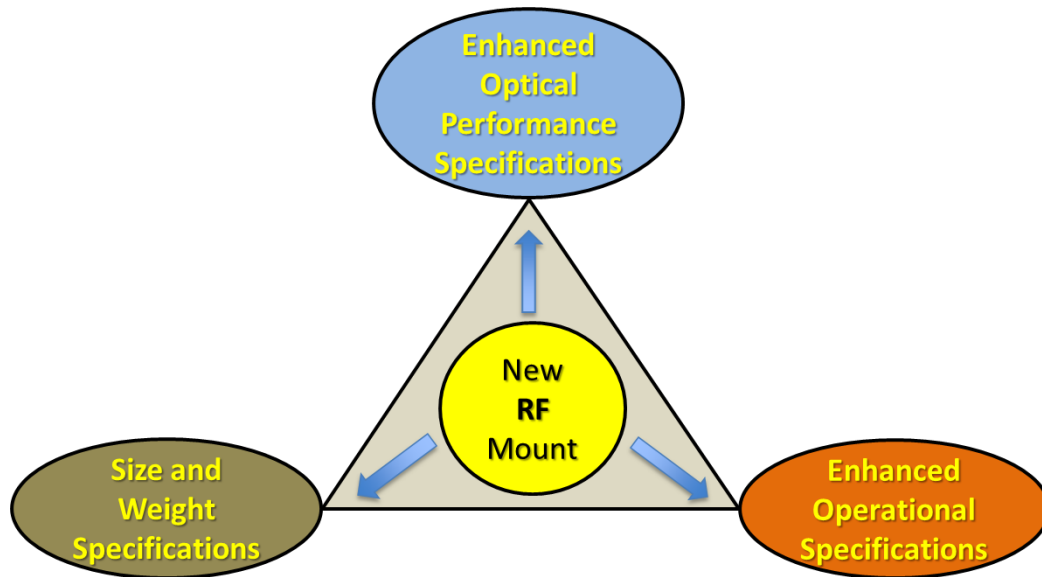 Enhanced
Optical
Performance
Specifications
New
RF
Mount
Size and
Weight
Specifications
Enhanced
Operational
Specifications